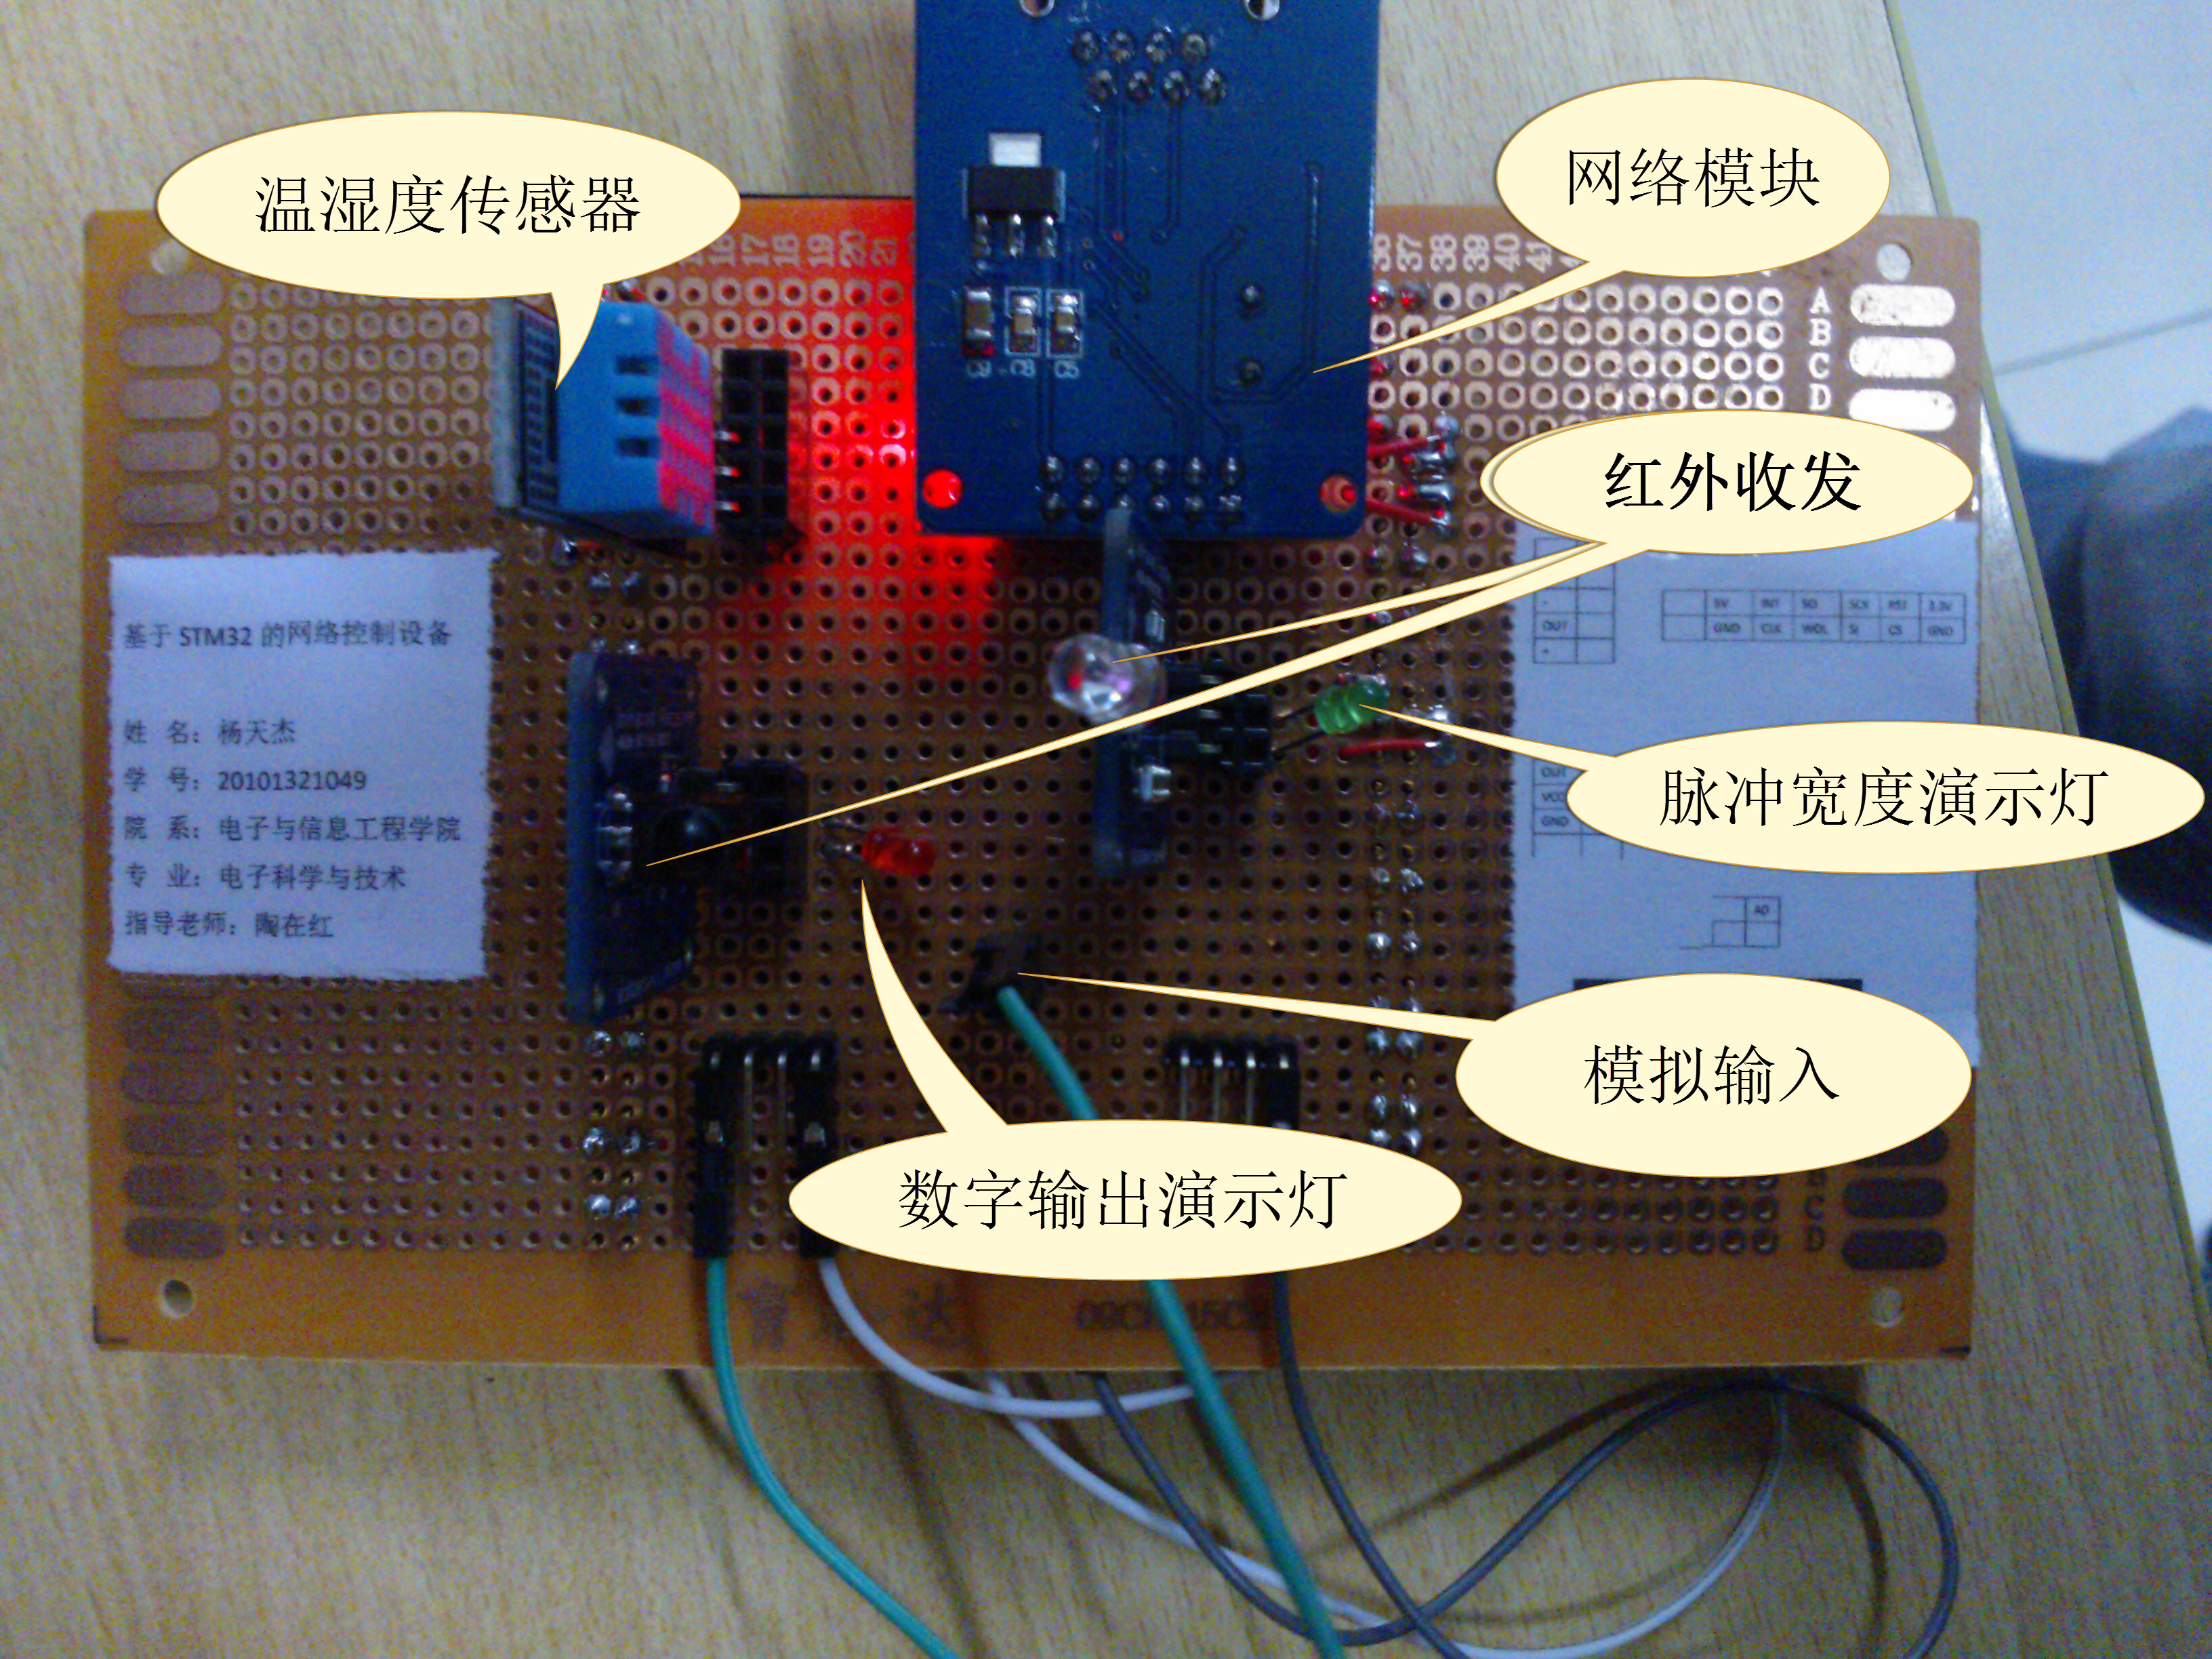 温湿度传感器
网络模块
16 17 18 19 20 21
36 37 38 39 40 41
A
B
C
D
红外收发
基于 STM32 的网络控制设备
姓 名：杨天杰
学 号：20101321049
院 系：电子与信息工程学院
专 业：电子科学与技术
指导老师：陶在红
-
OUT
+
5V INT SO SCK RST 3.3V
GND CLK WOL SI CS GND
脉冲宽度演示灯
OUT
VCC
GND
AD
模拟输入
数字输出演示灯
C
D